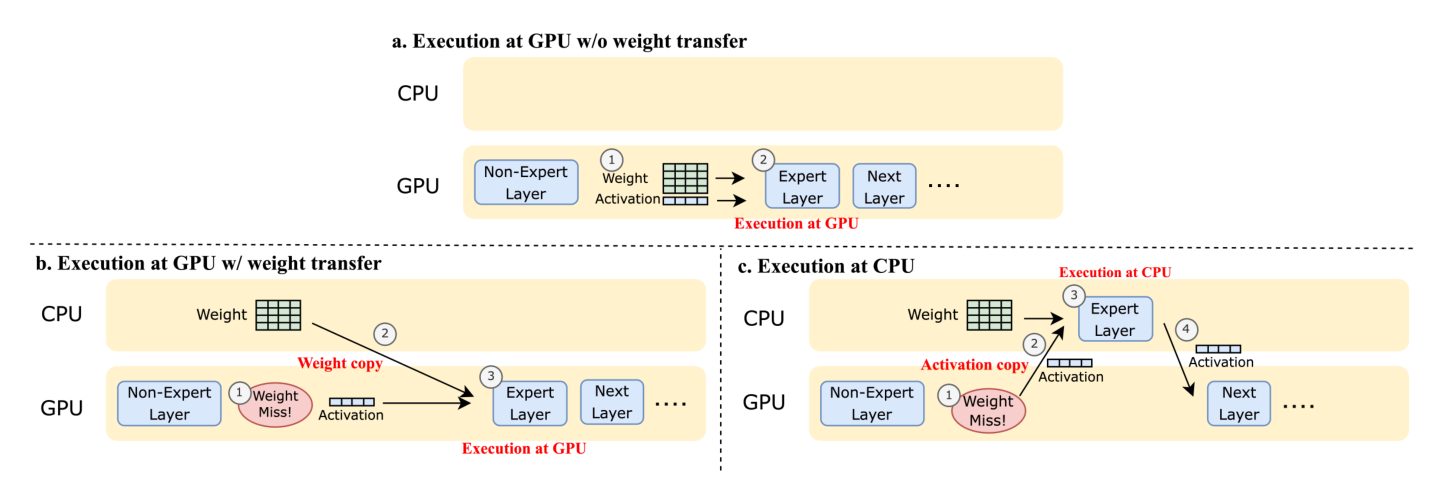 a. Execution at GPU w/o weight transfer
CPU
GPU
Non-Expert
Layer
1
Weight
Activation
2
Expert
Layer
Next
Layer
....
Execution at GPU
b. Execution at GPU w/ weight transfer
CPU
Weight
2
Weight copy
GPU
Non-Expert
Layer
1
Weight
Miss!
Activation
3
Expert
Layer
Next
Layer
....
Execution at GPU
c. Execution at CPU
Execution at CPU
CPU
Weight
3
Expert
Layer
2
4
Activation copy
Activation
Activation
GPU
Non-Expert
Layer
1
Weight
Miss!
Next
Layer
....